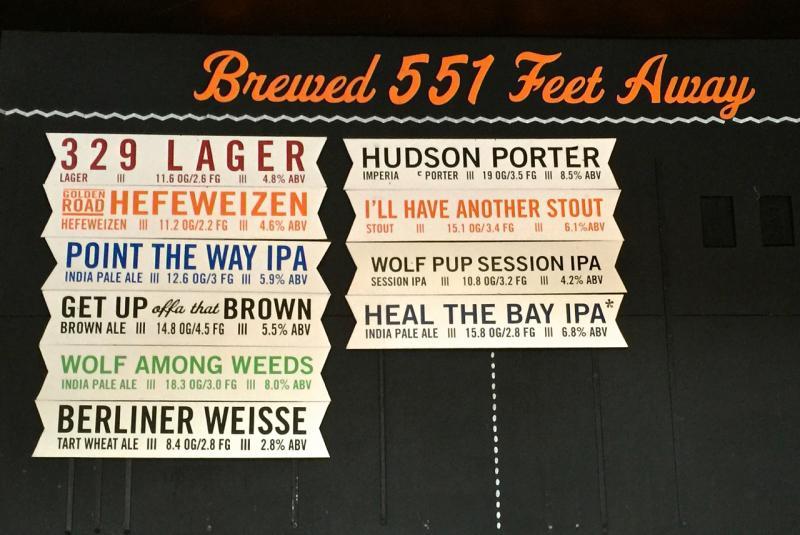 Brewed 551 Feet Away
329 LAGER
LAGER III 11.6 OG/2.6 FG III 4.8% ABV
GOLDEN ROAD HEFEWEIZEN
HEFEWEIZEN III 11.2 OG/2.2 FG III 4.6% ABV
POINT THE WAY IPA
INDIA PALE ALE III 12.6 OG/3 FG III 5.9% ABV
GET UP offa that BROWN
BROWN ALE III 14.8 OG/4.5 FG III 5.5% ABV
WOLF AMONG WEEDS
INDIA PALE ALE III 18.3 OG/3.0 FG III 8.0% ABV
BERLINER WEISSE
TART WHEAT ALE III 8.4 OG/2.8 FG III 2.8% ABV
HUDSON PORTER
IMPERIA PORTER III 19 OG/3.5 FG III 8.5% ABV
I'LL HAVE ANOTHER STOUT
STOUT III 15.1 OG/3.4 FG III 6.1% ABV
WOLF PUP SESSION IPA
SESSION IPA III 10.8 OG/3.2 FG III 4.2% ABV
HEAL THE BAY IPA*
INDIA PALE ALE III 15.8 OG/2.8 FG III 6.8% ABV